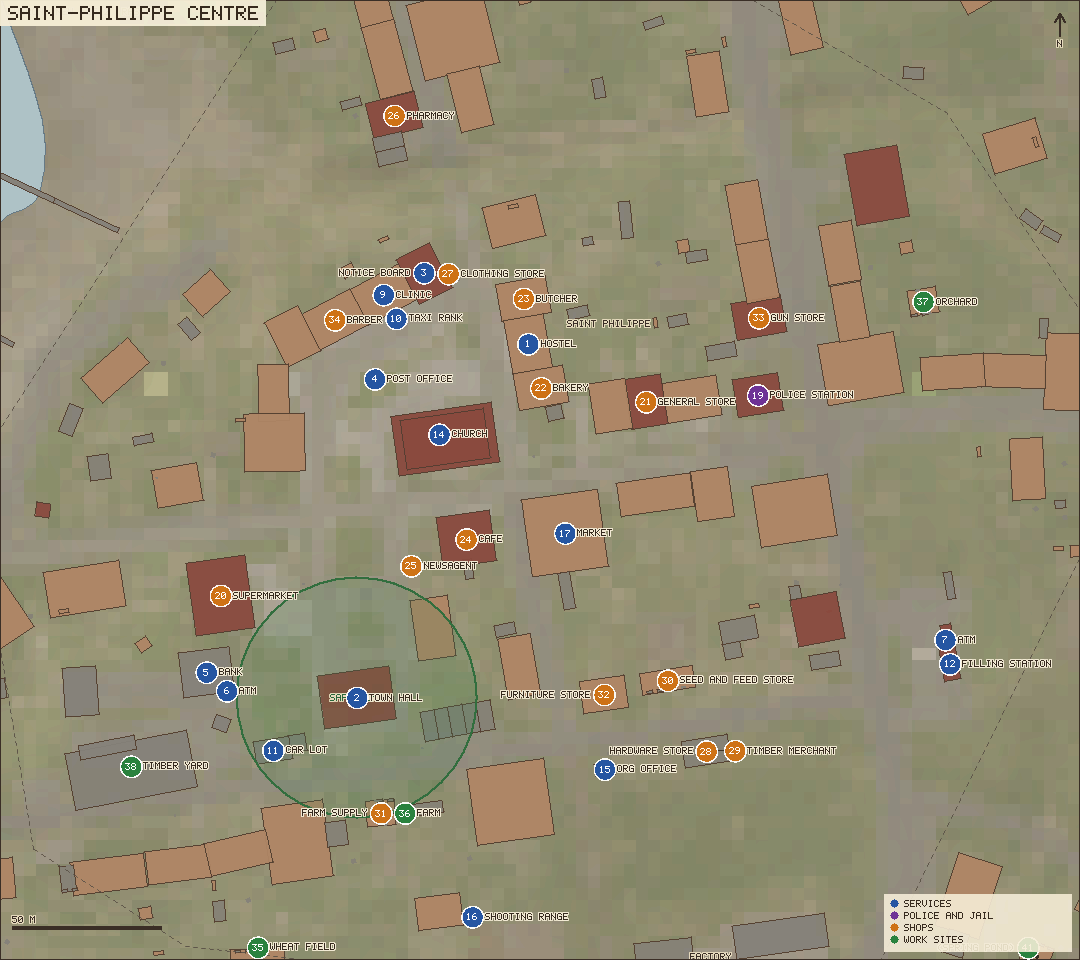 SAINT-PHILIPPE CENTRE
N
26 PHARMACY
NOTICE BOARD 3 27 CLOTHING STORE
9 CLINIC
23 BUTCHER
37 ORCHARD
34 BARBER 10 TAXI RANK
SAINT PHILIPPE
33 GUN STORE
1 HOSTEL
4 POST OFFICE
22 BAKERY
21 GENERAL STORE
19 POLICE STATION
14 CHURCH
17 MARKET
24 CAFE
25 NEWSAGENT
20 SUPERMARKET
7 ATM
12 FILLING STATION
5 BANK
6 ATM
2 TOWN HALL
30 SEED AND FEED STORE
FURNITURE STORE 32
11 CAR LOT
HARDWARE STORE 28 29 TIMBER MERCHANT
38 TIMBER YARD
15 ORG OFFICE
FARM SUPPLY 31 36 FARM
16 SHOOTING RANGE
35 WHEAT FIELD
FACTORY
50 M
SERVICES
POLICE AND JAIL
SHOPS
WORK SITES
41